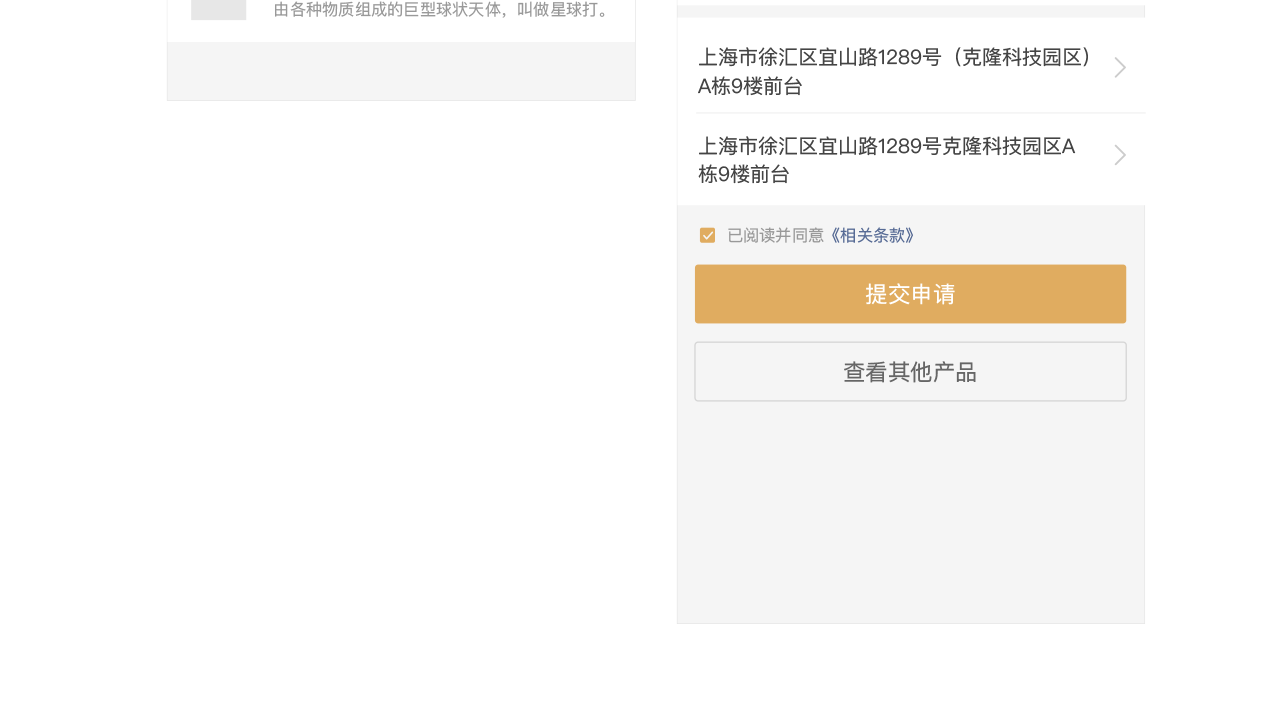 由各种物质组成的巨型球状天体，叫做星球打。
上海市徐汇区宜山路1289号（克隆科技园区）
A栋9楼前台
上海市徐汇区宜山路1289号克隆科技园区A
栋9楼前台
已阅读并同意《相关条款》
提交申请
查看其他产品